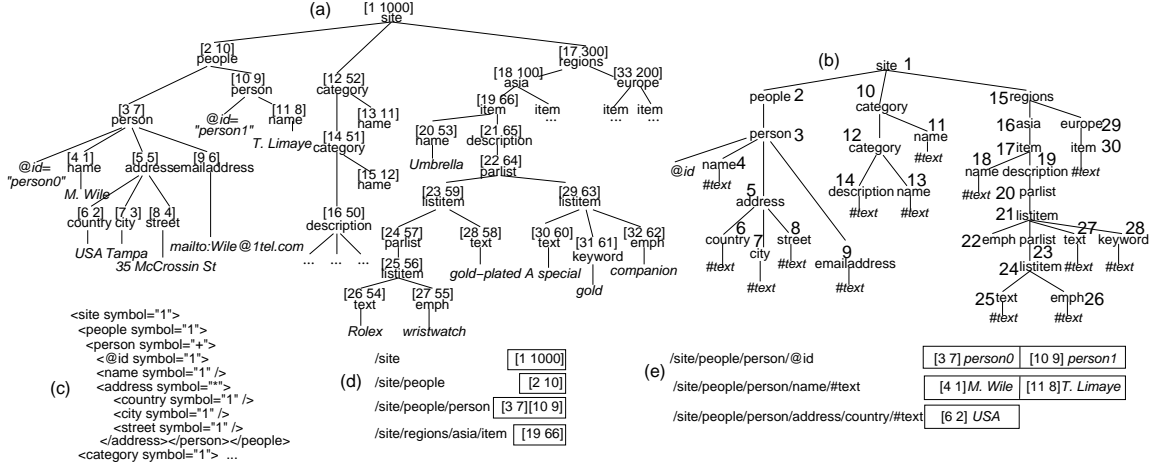 (a)
[1 1000]
site
[2 10]
people
[17 300]
regions
[10 9]
person
[12 52]
category
[18 100]
asia
[33 200]
europe
[3 7]
person
@id=
"person1"
[11 8]
name
T. Limaye
[13 11]
name
[19 66]
item
item
...
item
...
item
...
[14 51]
category
[20 53]
name
Umbrella
[21 65]
description
@id=
"person0"
[4 1]
name
M. Wile
[5 5]
address
[9 6]
emailaddress
[15 12]
name
[22 64]
parlist
[6 2]
country
[7 3]
city
[8 4]
street
USA
Tampa
35 McCrossin St
mailto:Wile@1tel.com
[16 50]
description
...
...
...
[23 59]
listitem
[29 63]
listitem
[24 57]
parlist
[28 58]
text
gold-plated
[30 60]
text
A special
[31 61]
keyword
gold
[32 62]
emph
companion
[25 56]
listitem
[26 54]
text
Rolex
[27 55]
emph
wristwatch
(b)
site 1
people 2
10
category
15 regions
person 3
11
name
#text
16 asia
europe 29
@id
name 4
#text
12
category
17 item
item 30
#text
18
name
#text
19
description
5
address
14
description
#text
13
name
#text
20 parlist
21 listitem
6
country
#text
7
city
#text
8
street
#text
9
emailaddress
#text
22 emph
parlist
23
27
text
#text
28
keyword
#text
24 listitem
25 text
#text
emph 26
#text
(c)
<site symbol="1">
<people symbol="1">
<person symbol="+">
<@id symbol="1">
<name symbol="1" />
<address symbol="*">
<country symbol="1" />
<city symbol="1" />
<street symbol="1" />
</address></person></people>
<category symbol="1"> ...
(d)
/site [1 1000]
/site/people [2 10]
/site/people/person [3 7][10 9]
/site/regions/asia/item [19 66]
(e)
/site/people/person/@id [3 7] person0 [10 9] person1
/site/people/person/name/#text [4 1] M. Wile [11 8] T. Limaye
/site/people/person/address/country/#text [6 2] USA